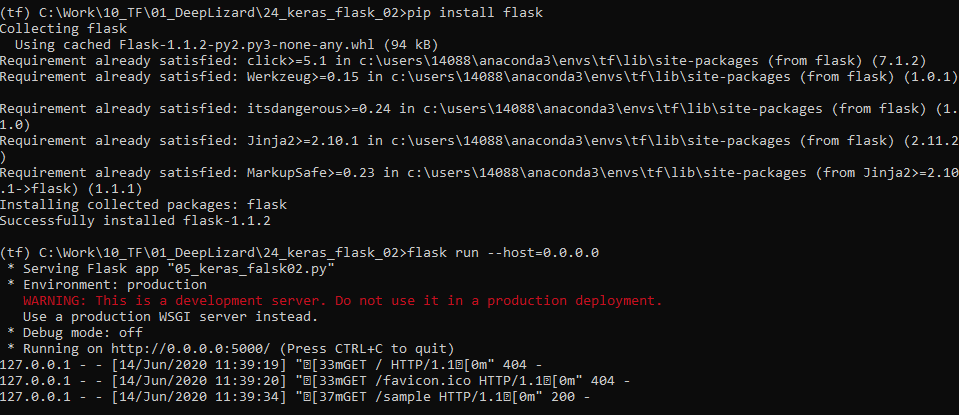 (tf) C:\Work\10_TF\01_DeepLizard\24_keras_flask_02>pip install flask
Collecting flask
  Using cached Flask-1.1.2-py2.py3-none-any.whl (94 kB)
Requirement already satisfied: click>=5.1 in c:\users\14088\anaconda3\envs\tf\lib\site-packages (from flask) (7.1.2)
Requirement already satisfied: Werkzeug>=0.15 in c:\users\14088\anaconda3\envs\tf\lib\site-packages (from flask) (1.0.1)
Requirement already satisfied: itsdangerous>=0.24 in c:\users\14088\anaconda3\envs\tf\lib\site-packages (from flask) (1.
1.0)
Requirement already satisfied: Jinja2>=2.10.1 in c:\users\14088\anaconda3\envs\tf\lib\site-packages (from flask) (2.11.2
)
Requirement already satisfied: MarkupSafe>=0.23 in c:\users\14088\anaconda3\envs\tf\lib\site-packages (from Jinja2>=2.10
.1->flask) (1.1.1)
Installing collected packages: flask
Successfully installed flask-1.1.2
(tf) C:\Work\10_TF\01_DeepLizard\24_keras_flask_02>flask run --host=0.0.0.0
 * Serving Flask app "05_keras_falsk02.py"
 * Environment: production
   WARNING: This is a development server. Do not use it in a production deployment.
   Use a production WSGI server instead.
 * Debug mode: off
 * Running on http://0.0.0.0:5000/ (Press CTRL+C to quit)
127.0.0.1 - - [14/Jun/2020 11:39:19] "�[33mGET / HTTP/1.1�[0m" 404 -
127.0.0.1 - - [14/Jun/2020 11:39:20] "�[33mGET /favicon.ico HTTP/1.1�[0m" 404 -
127.0.0.1 - - [14/Jun/2020 11:39:34] "�[37mGET /sample HTTP/1.1�[0m" 200 -